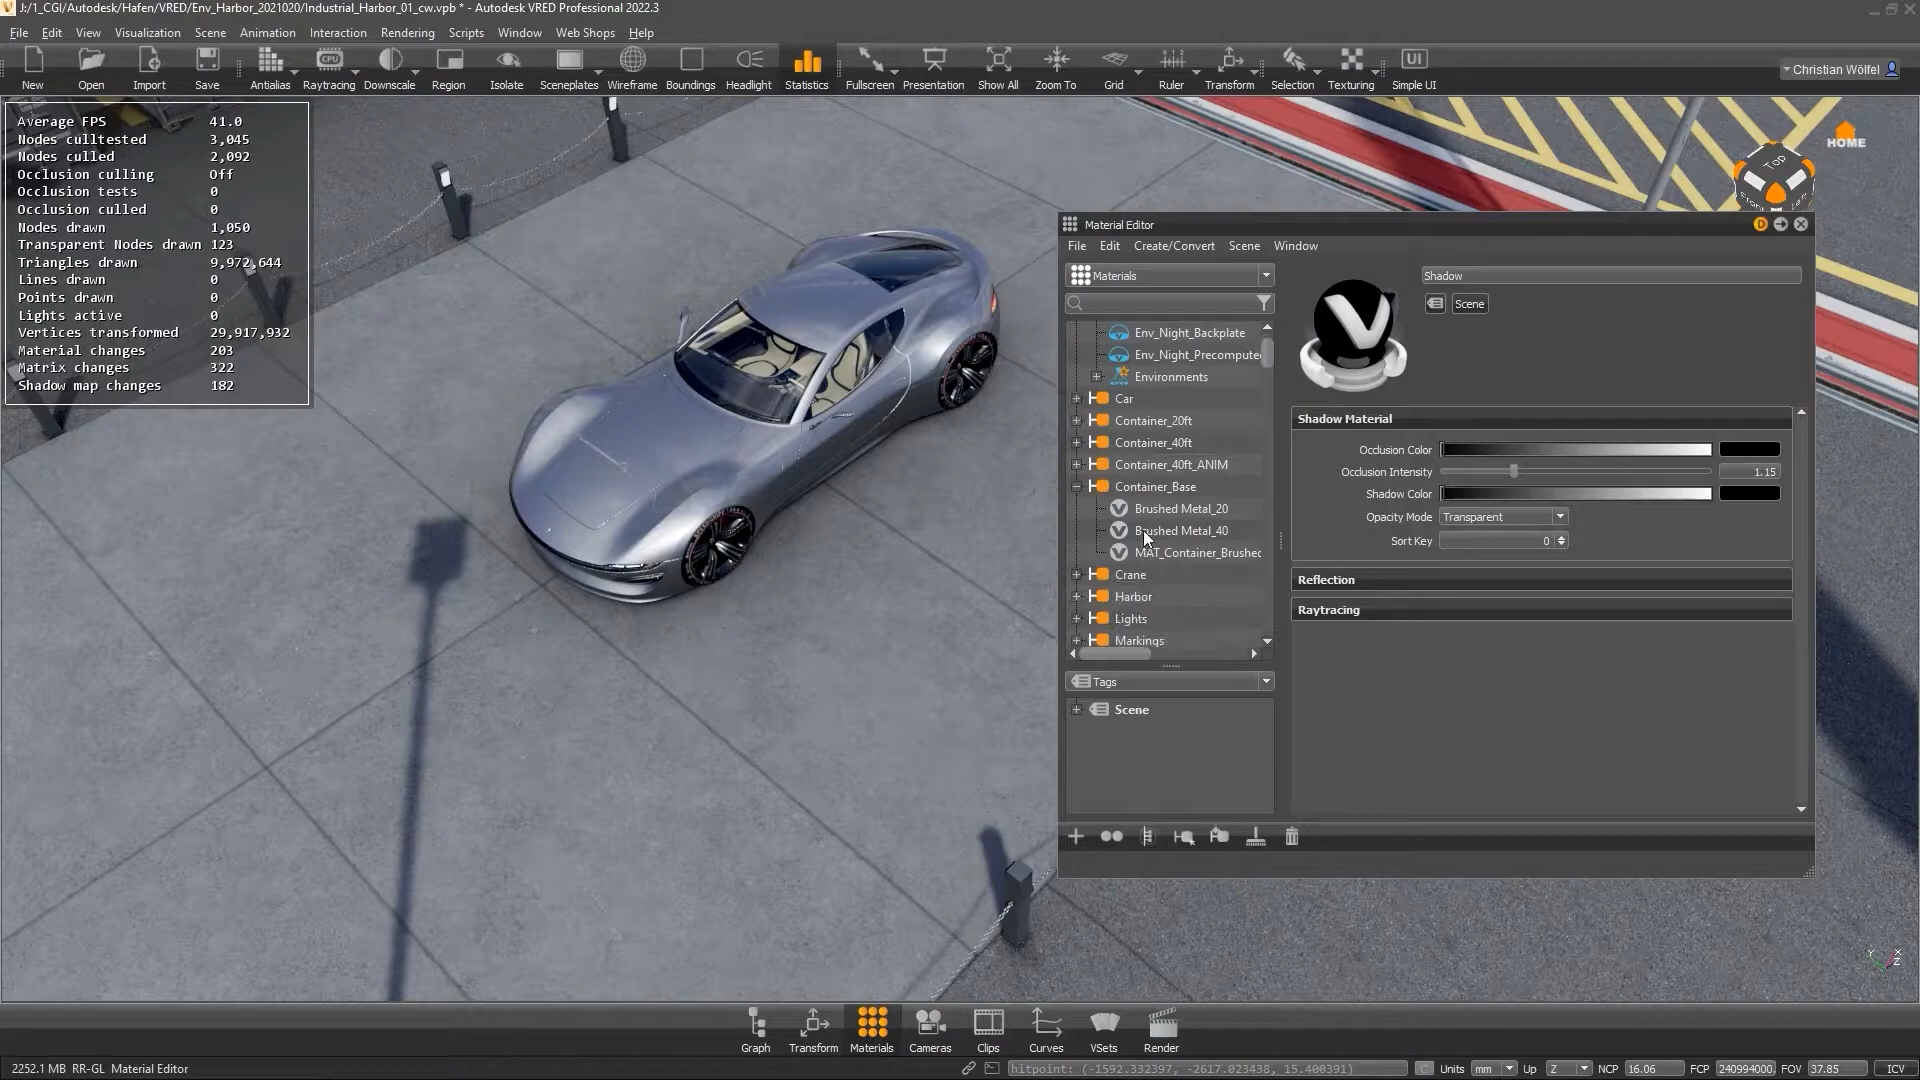 J:/1_CGI/Autodesk/Hafen/VRED/Env_Harbor_2021020/Industrial_Harbor_01_cw.vpb * - Autodesk VRED Professional 2022.3
File Edit View Visualization Scene Animation Interaction Rendering Scripts Window Web Shops Help
New Open Import Save Antialias Raytracing Downscale Region Isolate Sceneplates Wireframe Boundings Headlight Statistics Fullscreen Presentation Show All Zoom To Grid Ruler Transform Selection Texturing Simple UI
CPU
UI
Christian Wölfel
Average FPS 41.0
Nodes culltested 3,045
Nodes culled 2,092
Occlusion culling Off
Occlusion tests 0
Occlusion culled 0
Nodes drawn 1,050
Transparent Nodes drawn 123
Triangles drawn 9,972,644
Lines drawn 0
Points drawn 0
Lights active 0
Vertices transformed 29,917,932
Material changes 203
Matrix changes 322
Shadow map changes 182
HOME
Top
Material Editor
D
File Edit Create/Convert Scene Window
Materials
Env_Night_Backplate
Env_Night_Precompute
Environments
Car
Container_20ft
Container_40ft
Container_40ft_ANIM
Container_Base
Brushed Metal_20
Brushed Metal_40
MAT_Container_Brushed
Crane
Harbor
Lights
Markings
Tags
Scene
Shadow
Scene
Shadow Material
Occlusion Color
Occlusion Intensity 1.15
Shadow Color
Opacity Mode Transparent
Sort Key 0
Reflection
Raytracing
Graph Transform Materials Cameras Clips Curves VSets Render
2252.1 MB RR-GL Material Editor
hitpoint: (-1592.332397, -2617.023438, 15.400391)
C Units mm Up Z NCP 16.06 FCP 240994000, FOV 37.85 ICV
Y X Z